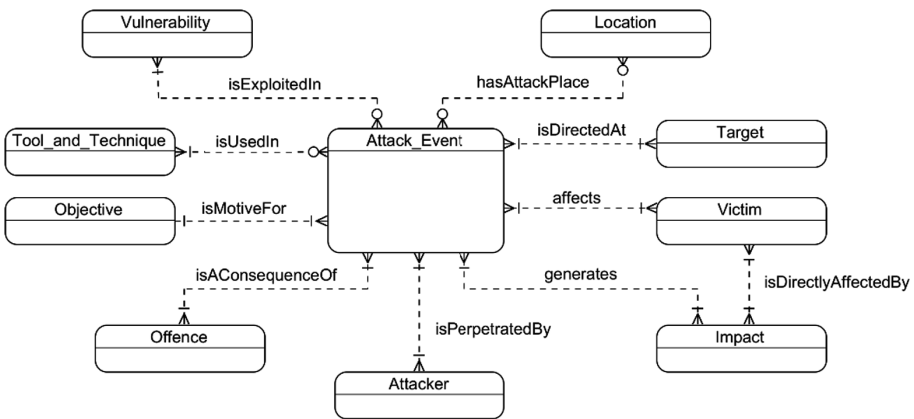 Vulnerability
Location
isExploitedIn
hasAttackPlace
Tool_and_Technique
isUsedIn
Attack_Event
isDirectedAt
Target
Objective
isMotiveFor
affects
Victim
isAConsequenceOf
generates
isDirectlyAffectedBy
Offence
isPerpetratedBy
Impact
Attacker